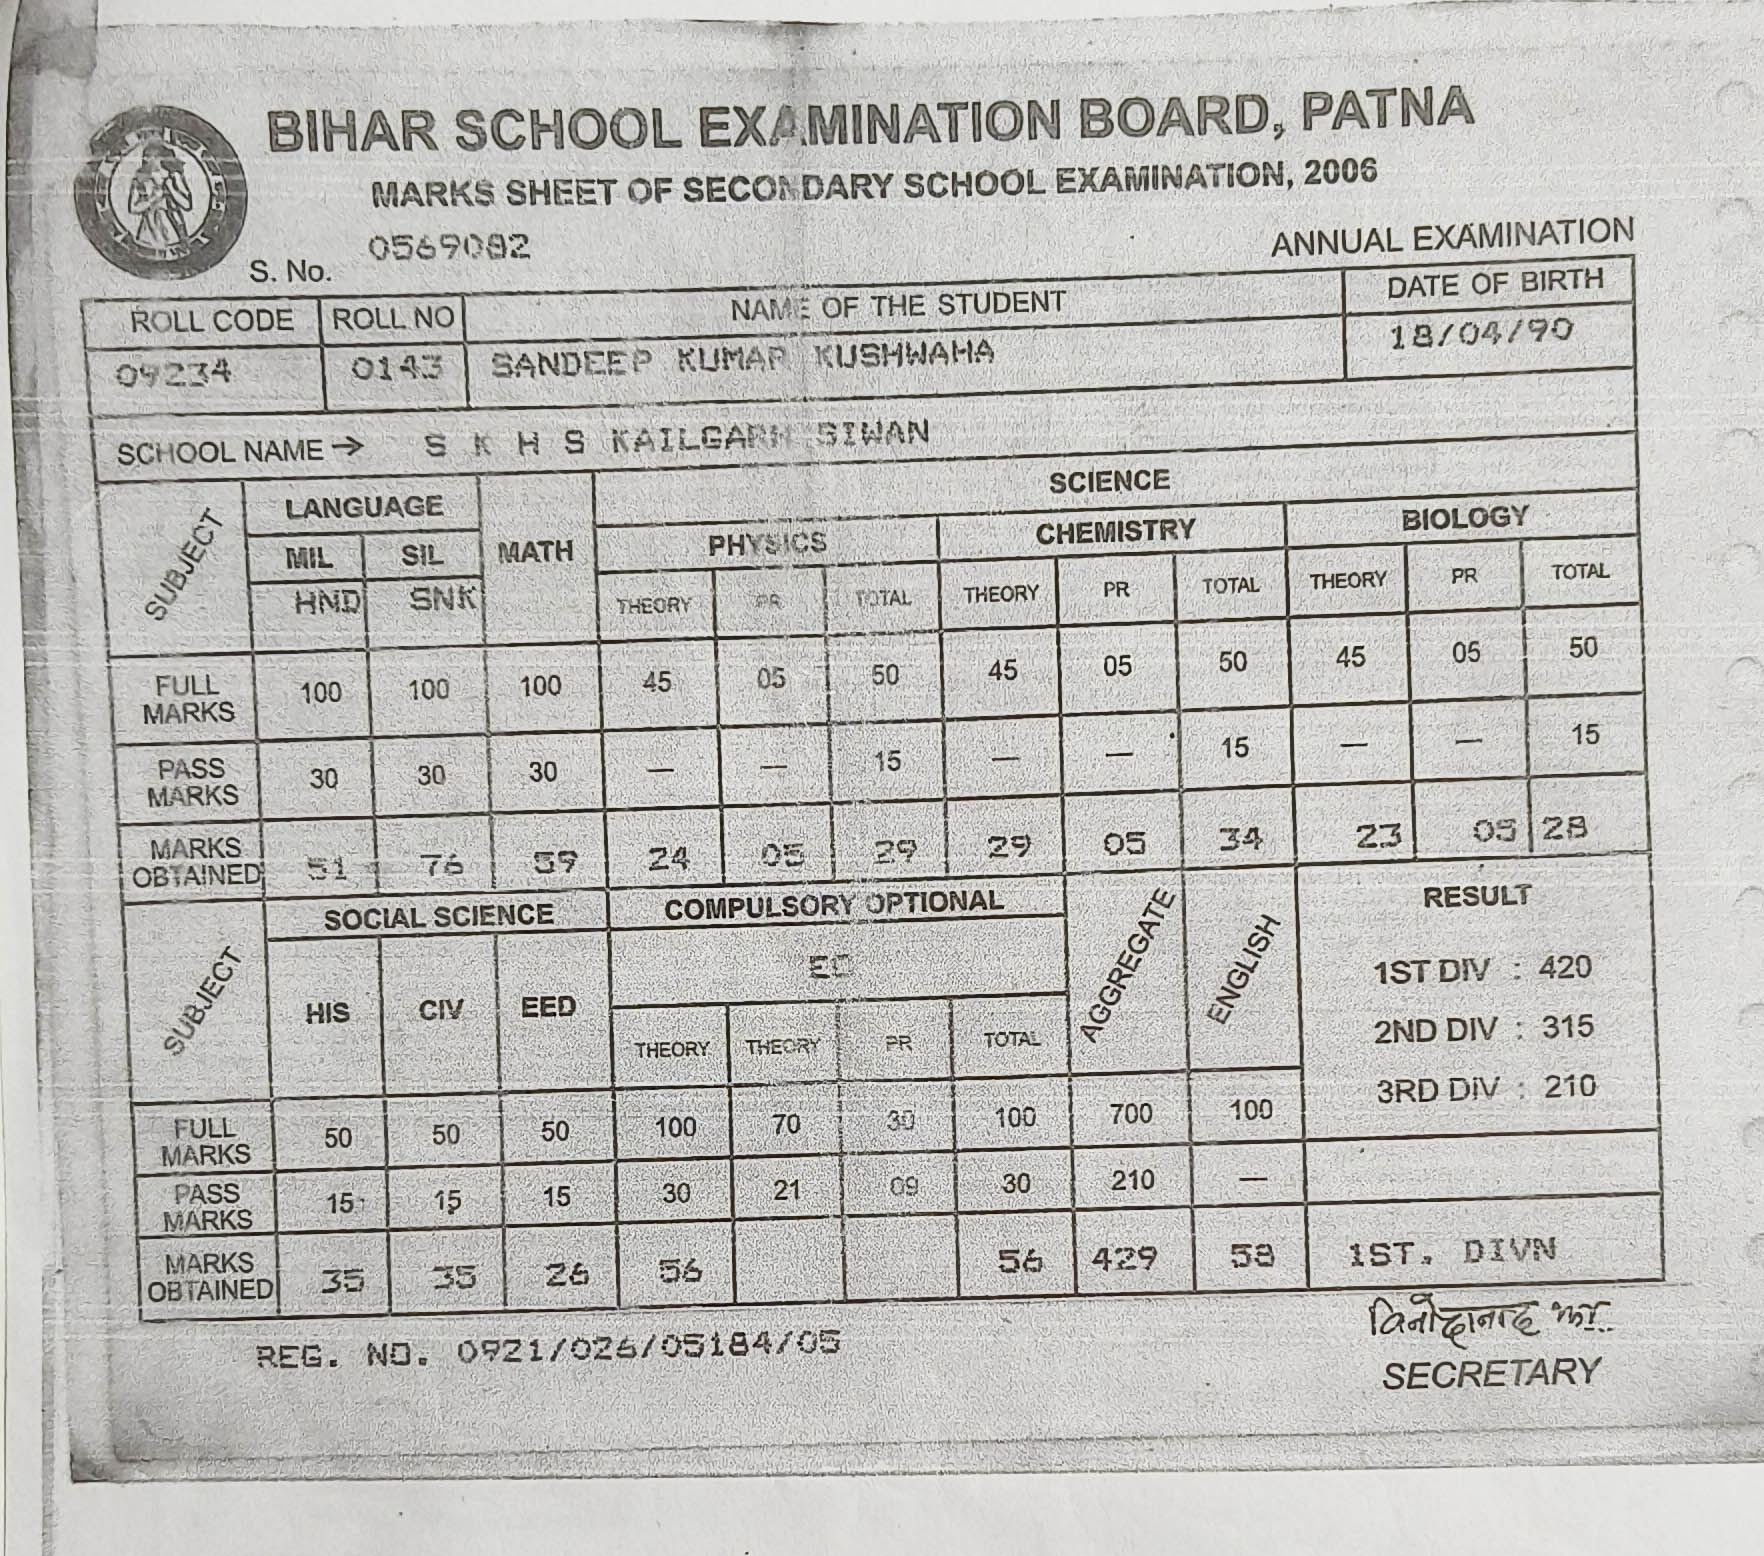 BIHAR SCHOOL EXAMINATION BOARD, PATNA
MARKS SHEET OF SECONDARY SCHOOL EXAMINATION, 2006
S. No. 0569082
ANNUAL EXAMINATION
ROLL CODE ROLL NO NAME OF THE STUDENT DATE OF BIRTH
09234 0143 SANDEEP KUMAR KUSHWAHA 18/04/90
SCHOOL NAME → S K H S KAILGARH SIWAN
SUBJECT LANGUAGE MATH SCIENCE
MIL SIL PHYSICS CHEMISTRY BIOLOGY
HND SNK THEORY PR TOTAL THEORY PR TOTAL THEORY PR TOTAL
FULL MARKS 100 100 100 45 05 50 45 05 50 45 05 50
PASS MARKS 30 30 30 — — 15 — — 15 — — 15
MARKS OBTAINED 51 76 59 24 05 29 29 05 34 23 05 28
SUBJECT SOCIAL SCIENCE COMPULSORY OPTIONAL AGGREGATE ENGLISH RESULT
HIS CIV EED
THEORY THEORY PR TOTAL
1ST DIV : 420
2ND DIV : 315
3RD DIV : 210
FULL MARKS 50 50 50 100 70 30 100 700 100
PASS MARKS 15 15 15 30 21 09 30 210 —
MARKS OBTAINED 35 35 26 56 56 429 58 1ST. DIVN
REG. NO. 0921/026/05184/05
विनोदानन्द झा
SECRETARY